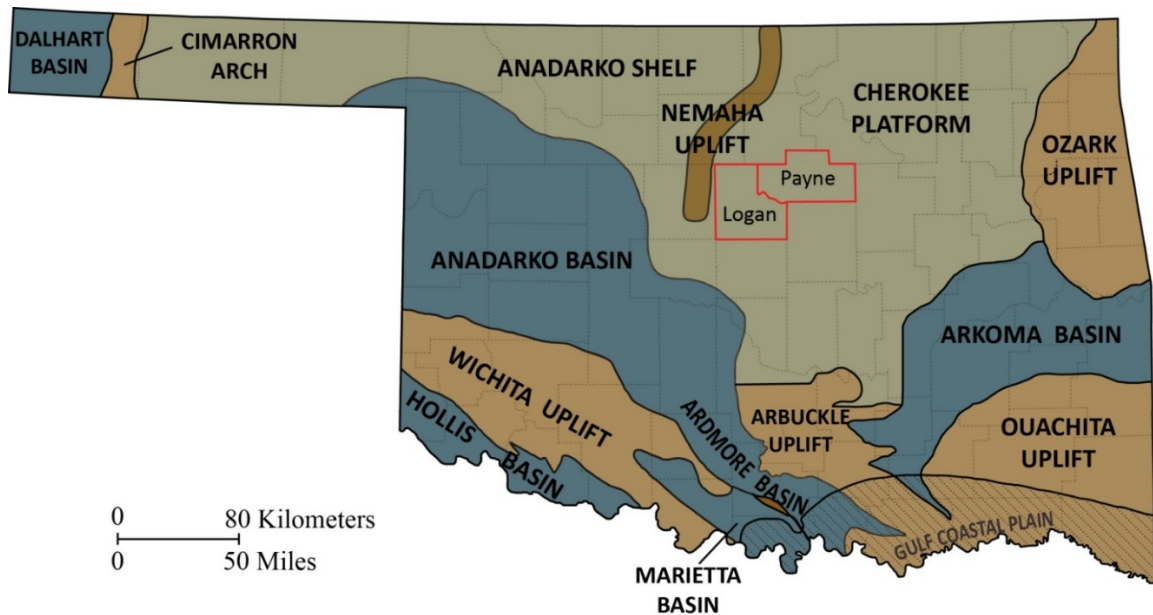 DALHART
BASIN
CIMARRON
ARCH
ANADARKO SHELF
NEMAHA
UPLIFT
CHEROKEE
PLATFORM
OZARK
UPLIFT
Payne
Logan
ANADARKO BASIN
ARKOMA BASIN
WICHITA UPLIFT
HOLLIS
BASIN
ARDMORE BASIN
ARBUCKLE
UPLIFT
OUACHITA
UPLIFT
GULF COASTAL PLAIN
MARIETTA
BASIN
0 80 Kilometers
0 50 Miles